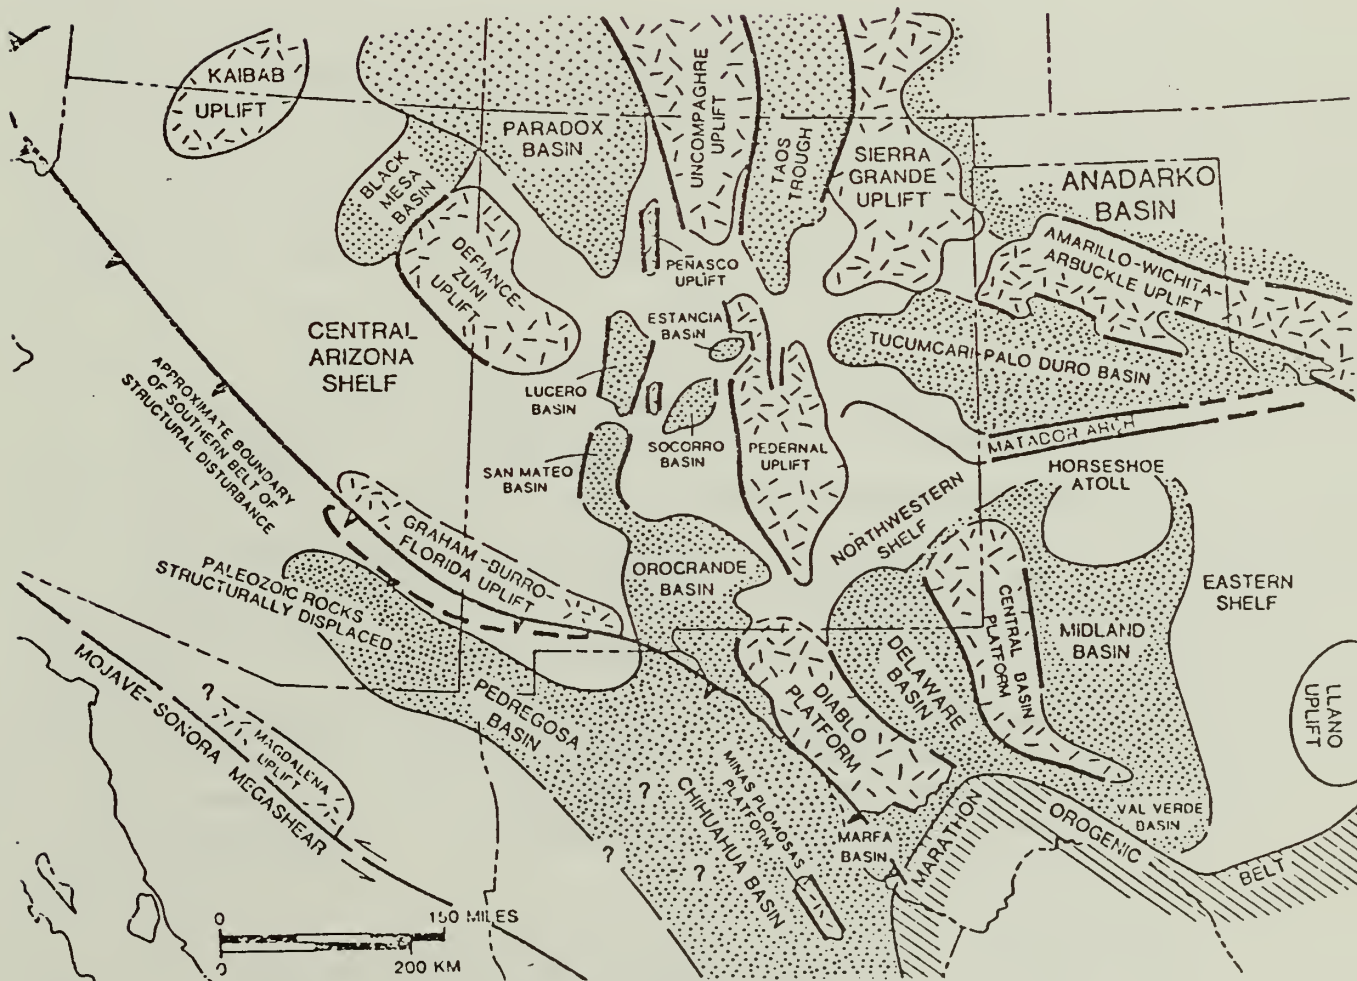 KAIBAB
UPLIFT
PARADOX
BASIN
UNCOMPAGHRE
UPLIFT
TAOS
TROUGH
SIERRA
GRANDE
UPLIFT
ANADARKO
BASIN
BLACK
MESA
BASIN
DEFIANCE-
ZUNI
UPLIFT
PEÑASCO
UPLIFT
AMARILLO-WICHITA-
ARBUCKLE UPLIFT
CENTRAL
ARIZONA
SHELF
ESTANCIA
BASIN
TUCUMCARI-PALO DURO BASIN
LUCERO
BASIN
APPROXIMATE BOUNDARY
OF SOUTHERN BELT OF
STRUCTURAL DISTURBANCE
SOCORRO
BASIN
PEDERNAL
UPLIFT
MATADOR ARCH
SAN MATEO
BASIN
HORSESHOE
ATOLL
NORTHWESTERN
SHELF
GRAHAM-BURRO-
FLORIDA UPLIFT
OROGRANDE
BASIN
EASTERN
SHELF
PALEOZOIC ROCKS
STRUCTURALLY DISPLACED
CENTRAL BASIN
PLATFORM
MIDLAND
BASIN
DELAWARE
BASIN
DIABLO
PLATFORM
LLANO
UPLIFT
MOJAVE-SONORA MEGASHEAR
?
MAGDALENA
UPLIFT
PEDREGOSA
BASIN
?
?
?
MINAS PLOMOSAS
PLATFORM
CHIHUAHUA BASIN
MARFA
BASIN
VAL VERDE
BASIN
MARATHON OROGENIC BELT
0 150 MILES
0 200 KM